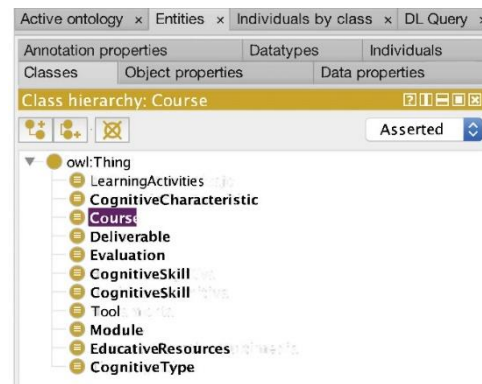 Active ontology × Entities × Individuals by class × DL Query
Annotation properties Datatypes Individuals
Classes Object properties Data properties
Class hierarchy: Course
Asserted
owl:Thing
LearningActivities
CognitiveCharacteristic
Course
Deliverable
Evaluation
CognitiveSkill
CognitiveSkill
Tool
Module
EducativeResources
CognitiveType